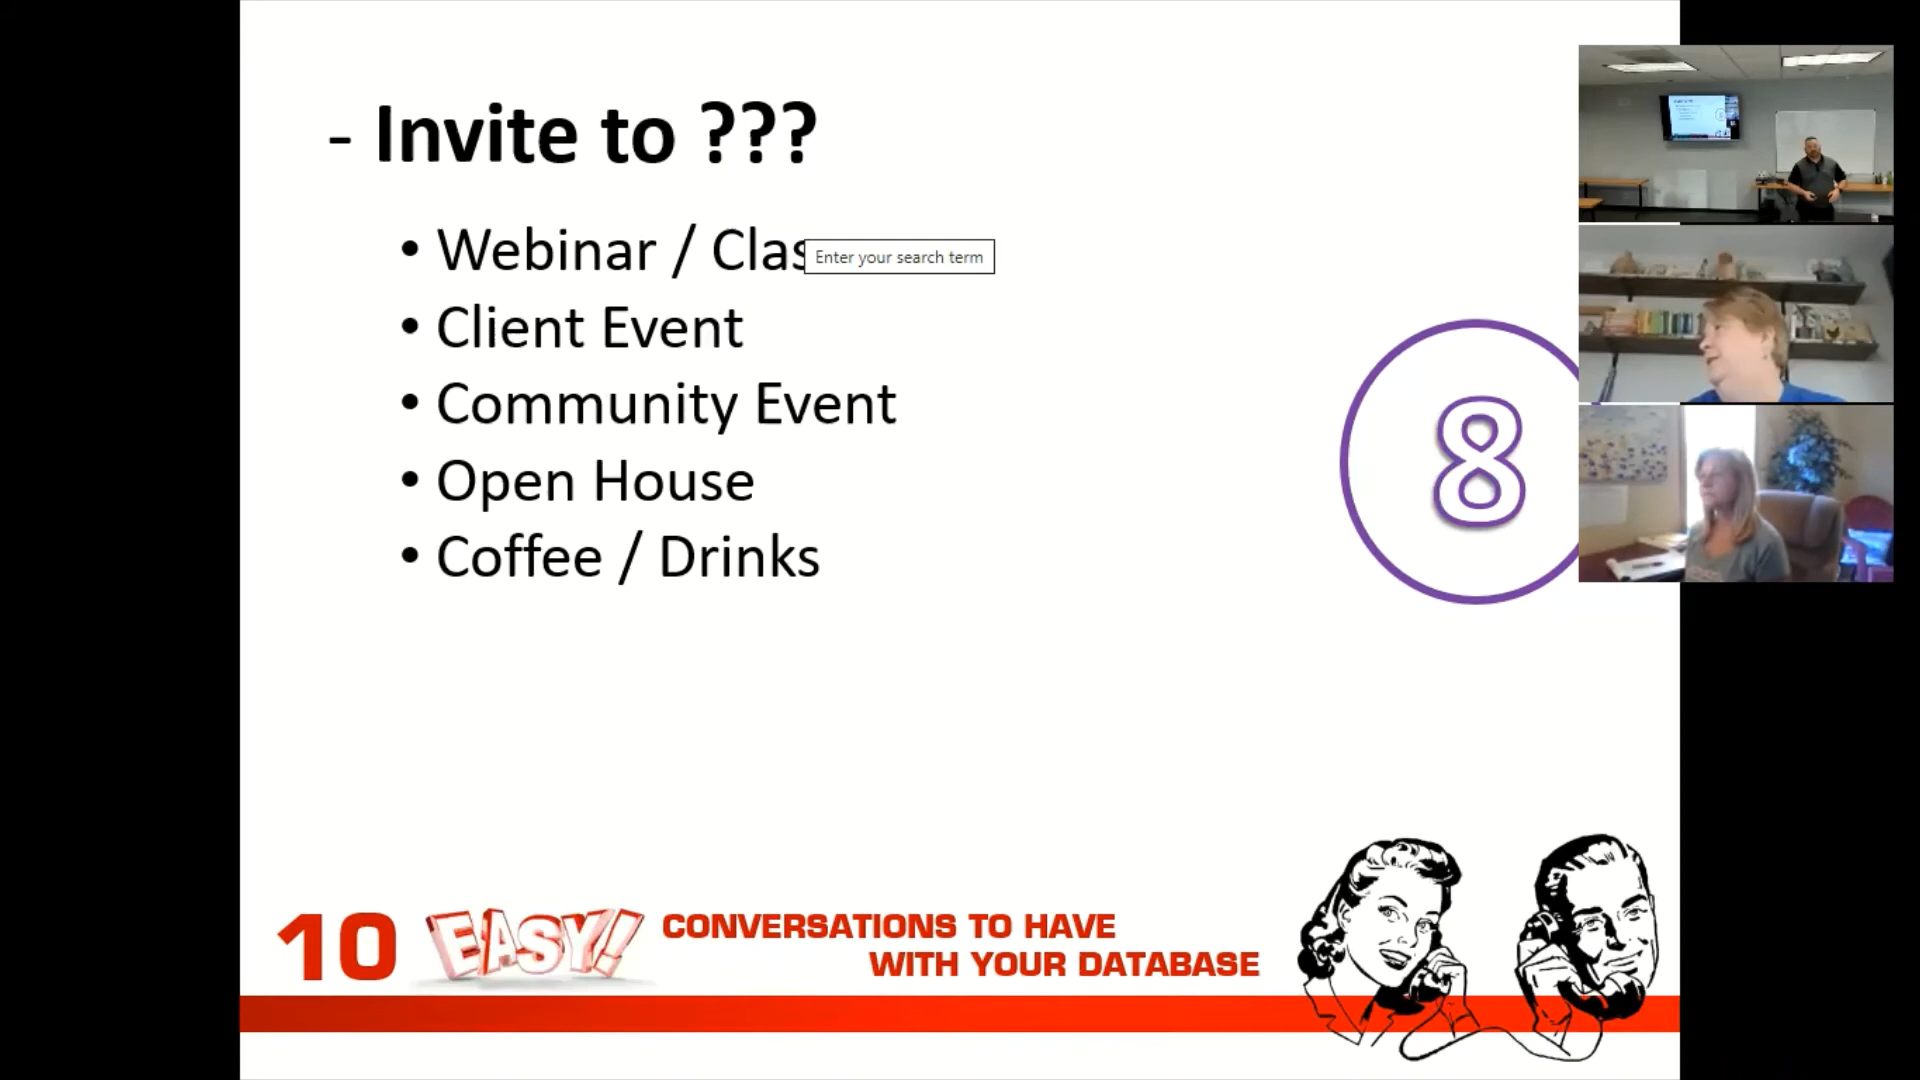 - Invite to ???
• Webinar / Clas
Enter your search term
• Client Event
• Community Event
• Open House
• Coffee / Drinks
8
10 EASY! CONVERSATIONS TO HAVE
WITH YOUR DATABASE